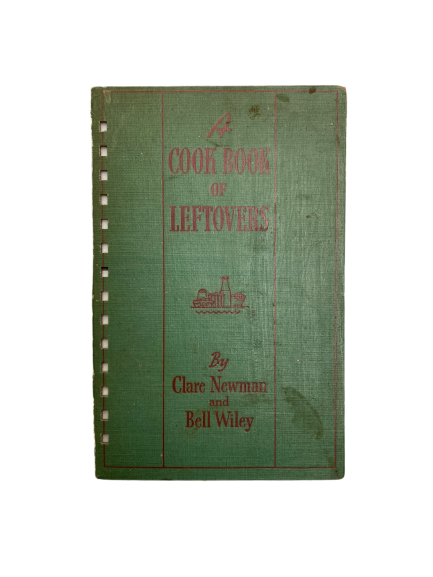 A
COOK BOOK
OF
LEFTOVERS
By
Clare Newman
and
Bell Wiley